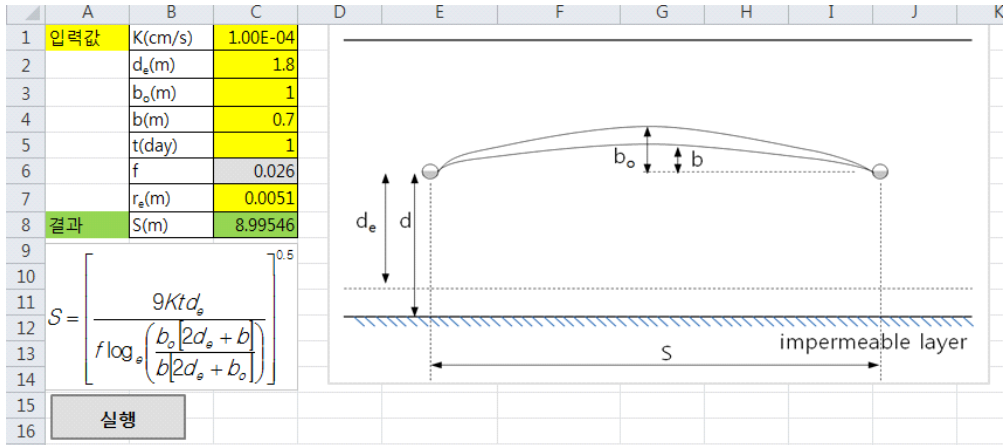 A B C D E F G H I J K
1 입력값 K(cm/s) 1.00E-04
2 dₑ(m) 1.8
3 bₒ(m) 1
4 b(m) 0.7
5 t(day) 1
6 f 0.026
7 rₑ(m) 0.0051
8 결과 S(m) 8.99546
9
10
11
12
13
14
15
16
S = [ 9Ktdₑ / ( f logₑ ( bₒ[2dₑ + b] / b[2dₑ + bₒ] ) ) ]^0.5
실행
bₒ b
dₑ d
impermeable layer
S